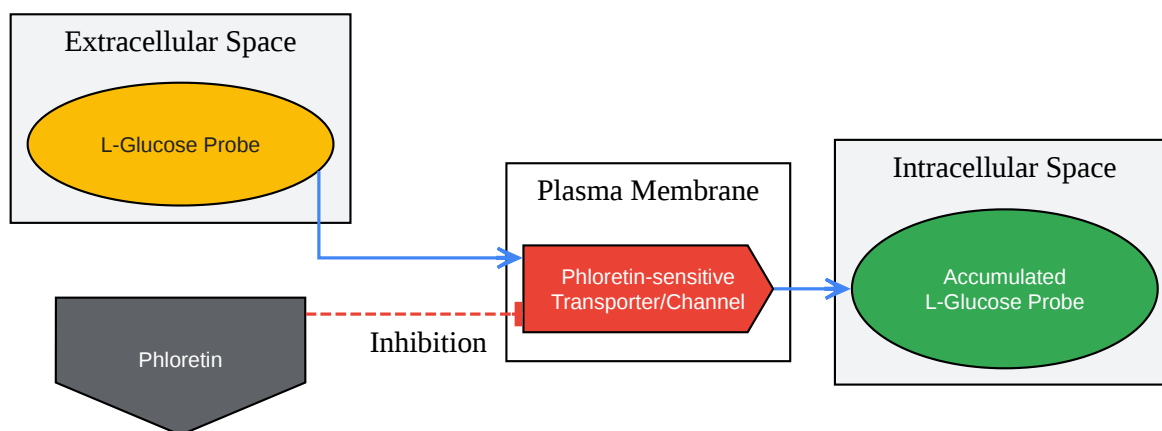 Extracellular Space
L-Glucose Probe
Plasma Membrane
Phloretin-sensitive
Transporter/Channel
Intracellular Space
Accumulated
L-Glucose Probe
Inhibition
Phloretin